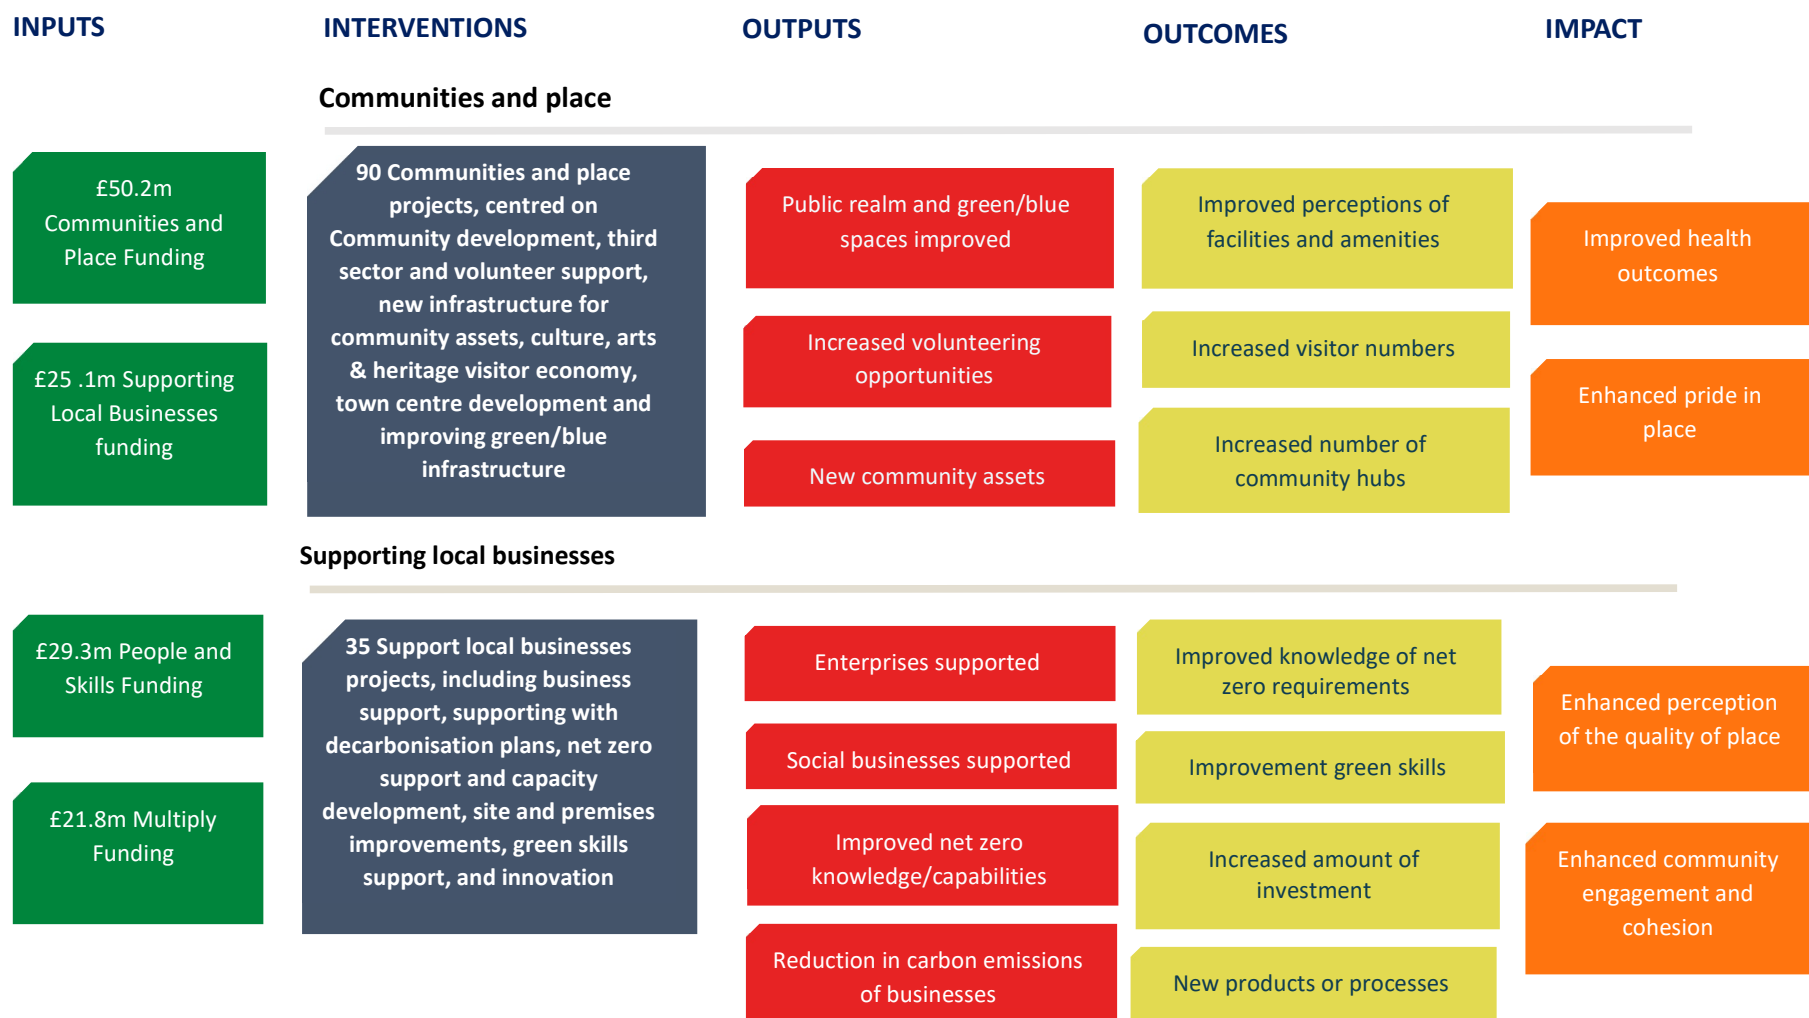 INPUTS
INTERVENTIONS
OUTPUTS
OUTCOMES
IMPACT
Communities and place
£50.2m
Communities and
Place Funding
£25 .1m Supporting
Local Businesses
funding
90 Communities and place
projects, centred on
Community development, third
sector and volunteer support,
new infrastructure for
community assets, culture, arts
& heritage visitor economy,
town centre development and
improving green/blue
infrastructure
Public realm and green/blue
spaces improved
Increased volunteering
opportunities
New community assets
Improved perceptions of
facilities and amenities
Increased visitor numbers
Increased number of
community hubs
Improved health
outcomes
Enhanced pride in
place
Supporting local businesses
£29.3m People and
Skills Funding
£21.8m Multiply
Funding
35 Support local businesses
projects, including business
support, supporting with
decarbonisation plans, net zero
support and capacity
development, site and premises
improvements, green skills
support, and innovation
Enterprises supported
Social businesses supported
Improved net zero
knowledge/capabilities
Reduction in carbon emissions
of businesses
Improved knowledge of net
zero requirements
Improvement green skills
Increased amount of
investment
New products or processes
Enhanced perception
of the quality of place
Enhanced community
engagement and
cohesion